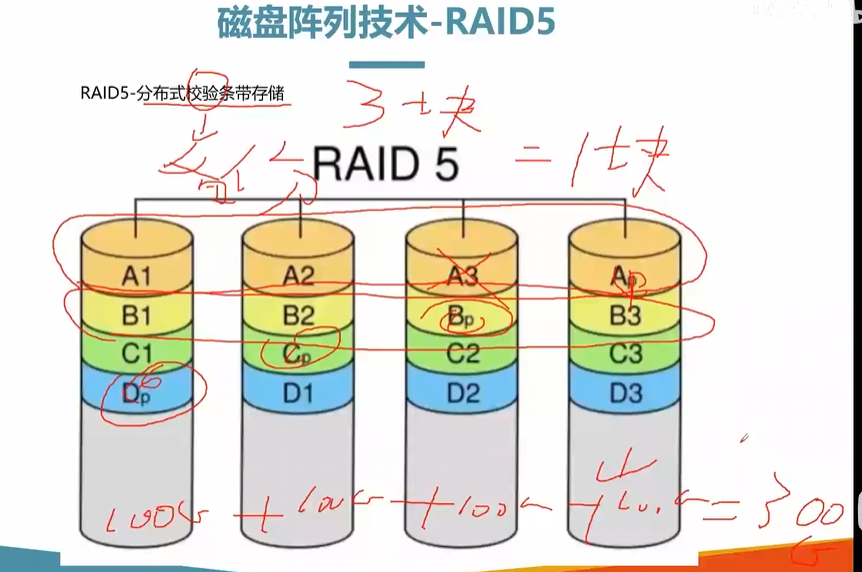 磁盘阵列技术-RAID5
RAID5-分布式校验条带存储
3+块
RAID 5
=1块
A1 A2 A3 Ap
B1 B2 Bp B3
C1 Cp C2 C3
Dp D1 D2 D3
100G + 100G + 100G + 100G = 300G